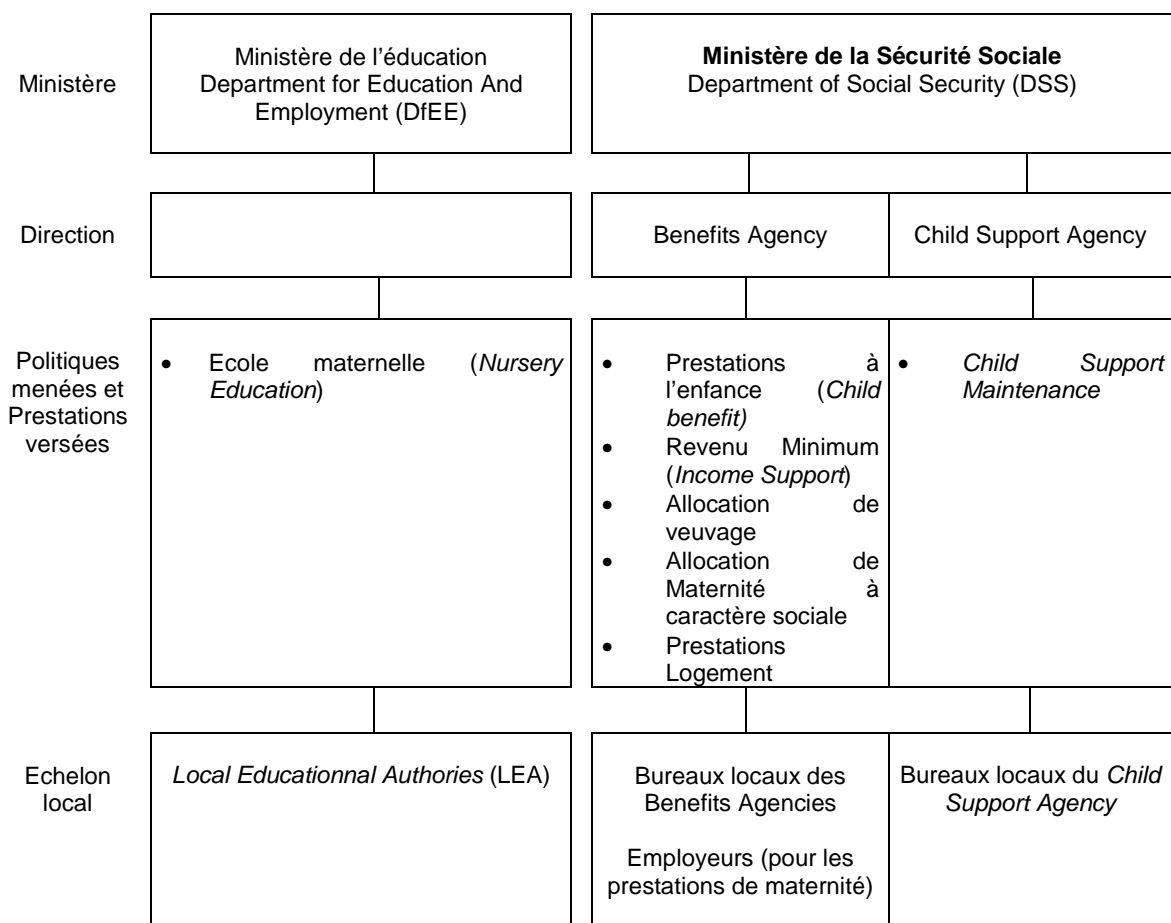 Ministère
Ministère de l’éducation
Department for Education And
Employment (DfEE)
Ministère de la Sécurité Sociale
Department of Social Security (DSS)
Direction
Benefits Agency
Child Support Agency
Politiques
menées et
Prestations
versées
• Ecole maternelle (Nursery
Education)
• Prestations à
l’enfance (Child
benefit)
• Revenu Minimum
(Income Support)
• Allocation de
veuvage
• Allocation de
Maternité à
caractère sociale
• Prestations
Logement
• Child Support
Maintenance
Echelon
local
Local Educationnal Authories (LEA)
Bureaux locaux des
Benefits Agencies
Employeurs (pour les
prestations de maternité)
Bureaux locaux du Child
Support Agency